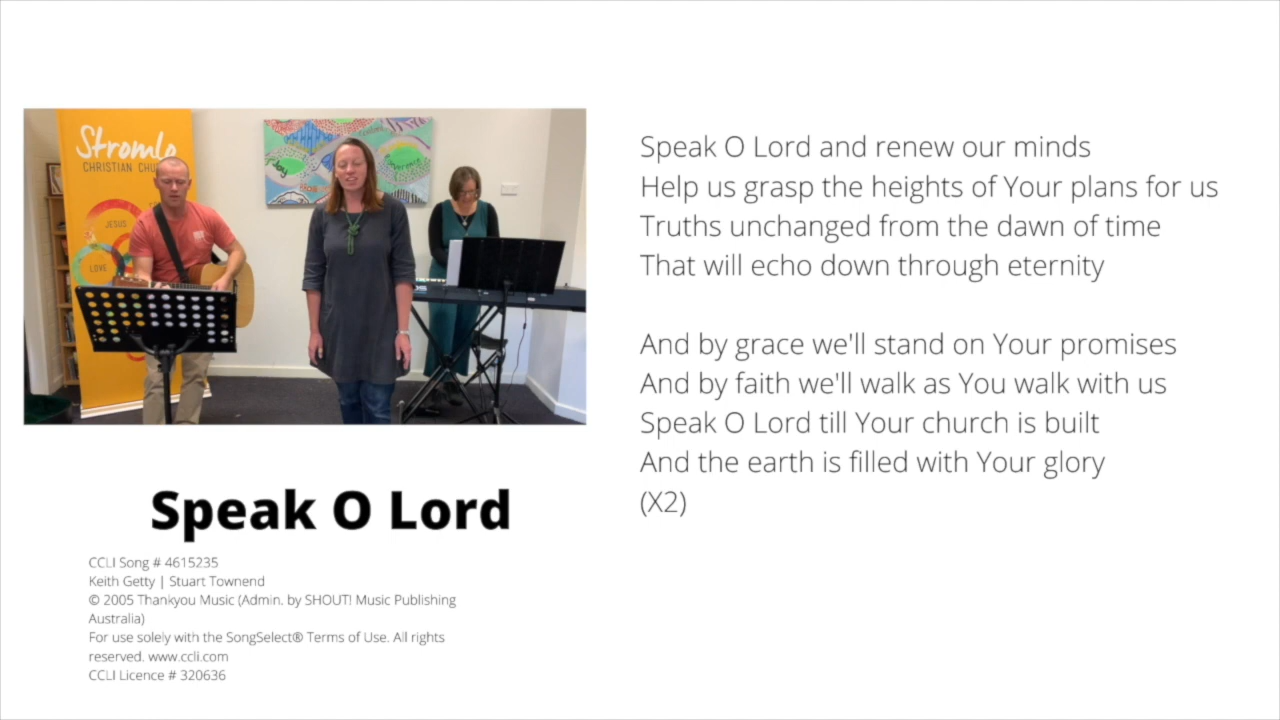 Stromlo
CHRISTIAN
JESUS
LOVE
Speak O Lord and renew our minds
Help us grasp the heights of Your plans for us
Truths unchanged from the dawn of time
That will echo down through eternity
And by grace we'll stand on Your promises
And by faith we'll walk as You walk with us
Speak O Lord till Your church is built
And the earth is filled with Your glory
(X2)
Speak O Lord
CCLI Song # 4615235
Keith Getty | Stuart Townend
© 2005 Thankyou Music (Admin. by SHOUT! Music Publishing
Australia)
For use solely with the SongSelect® Terms of Use. All rights
reserved. www.ccli.com
CCLI Licence # 320636